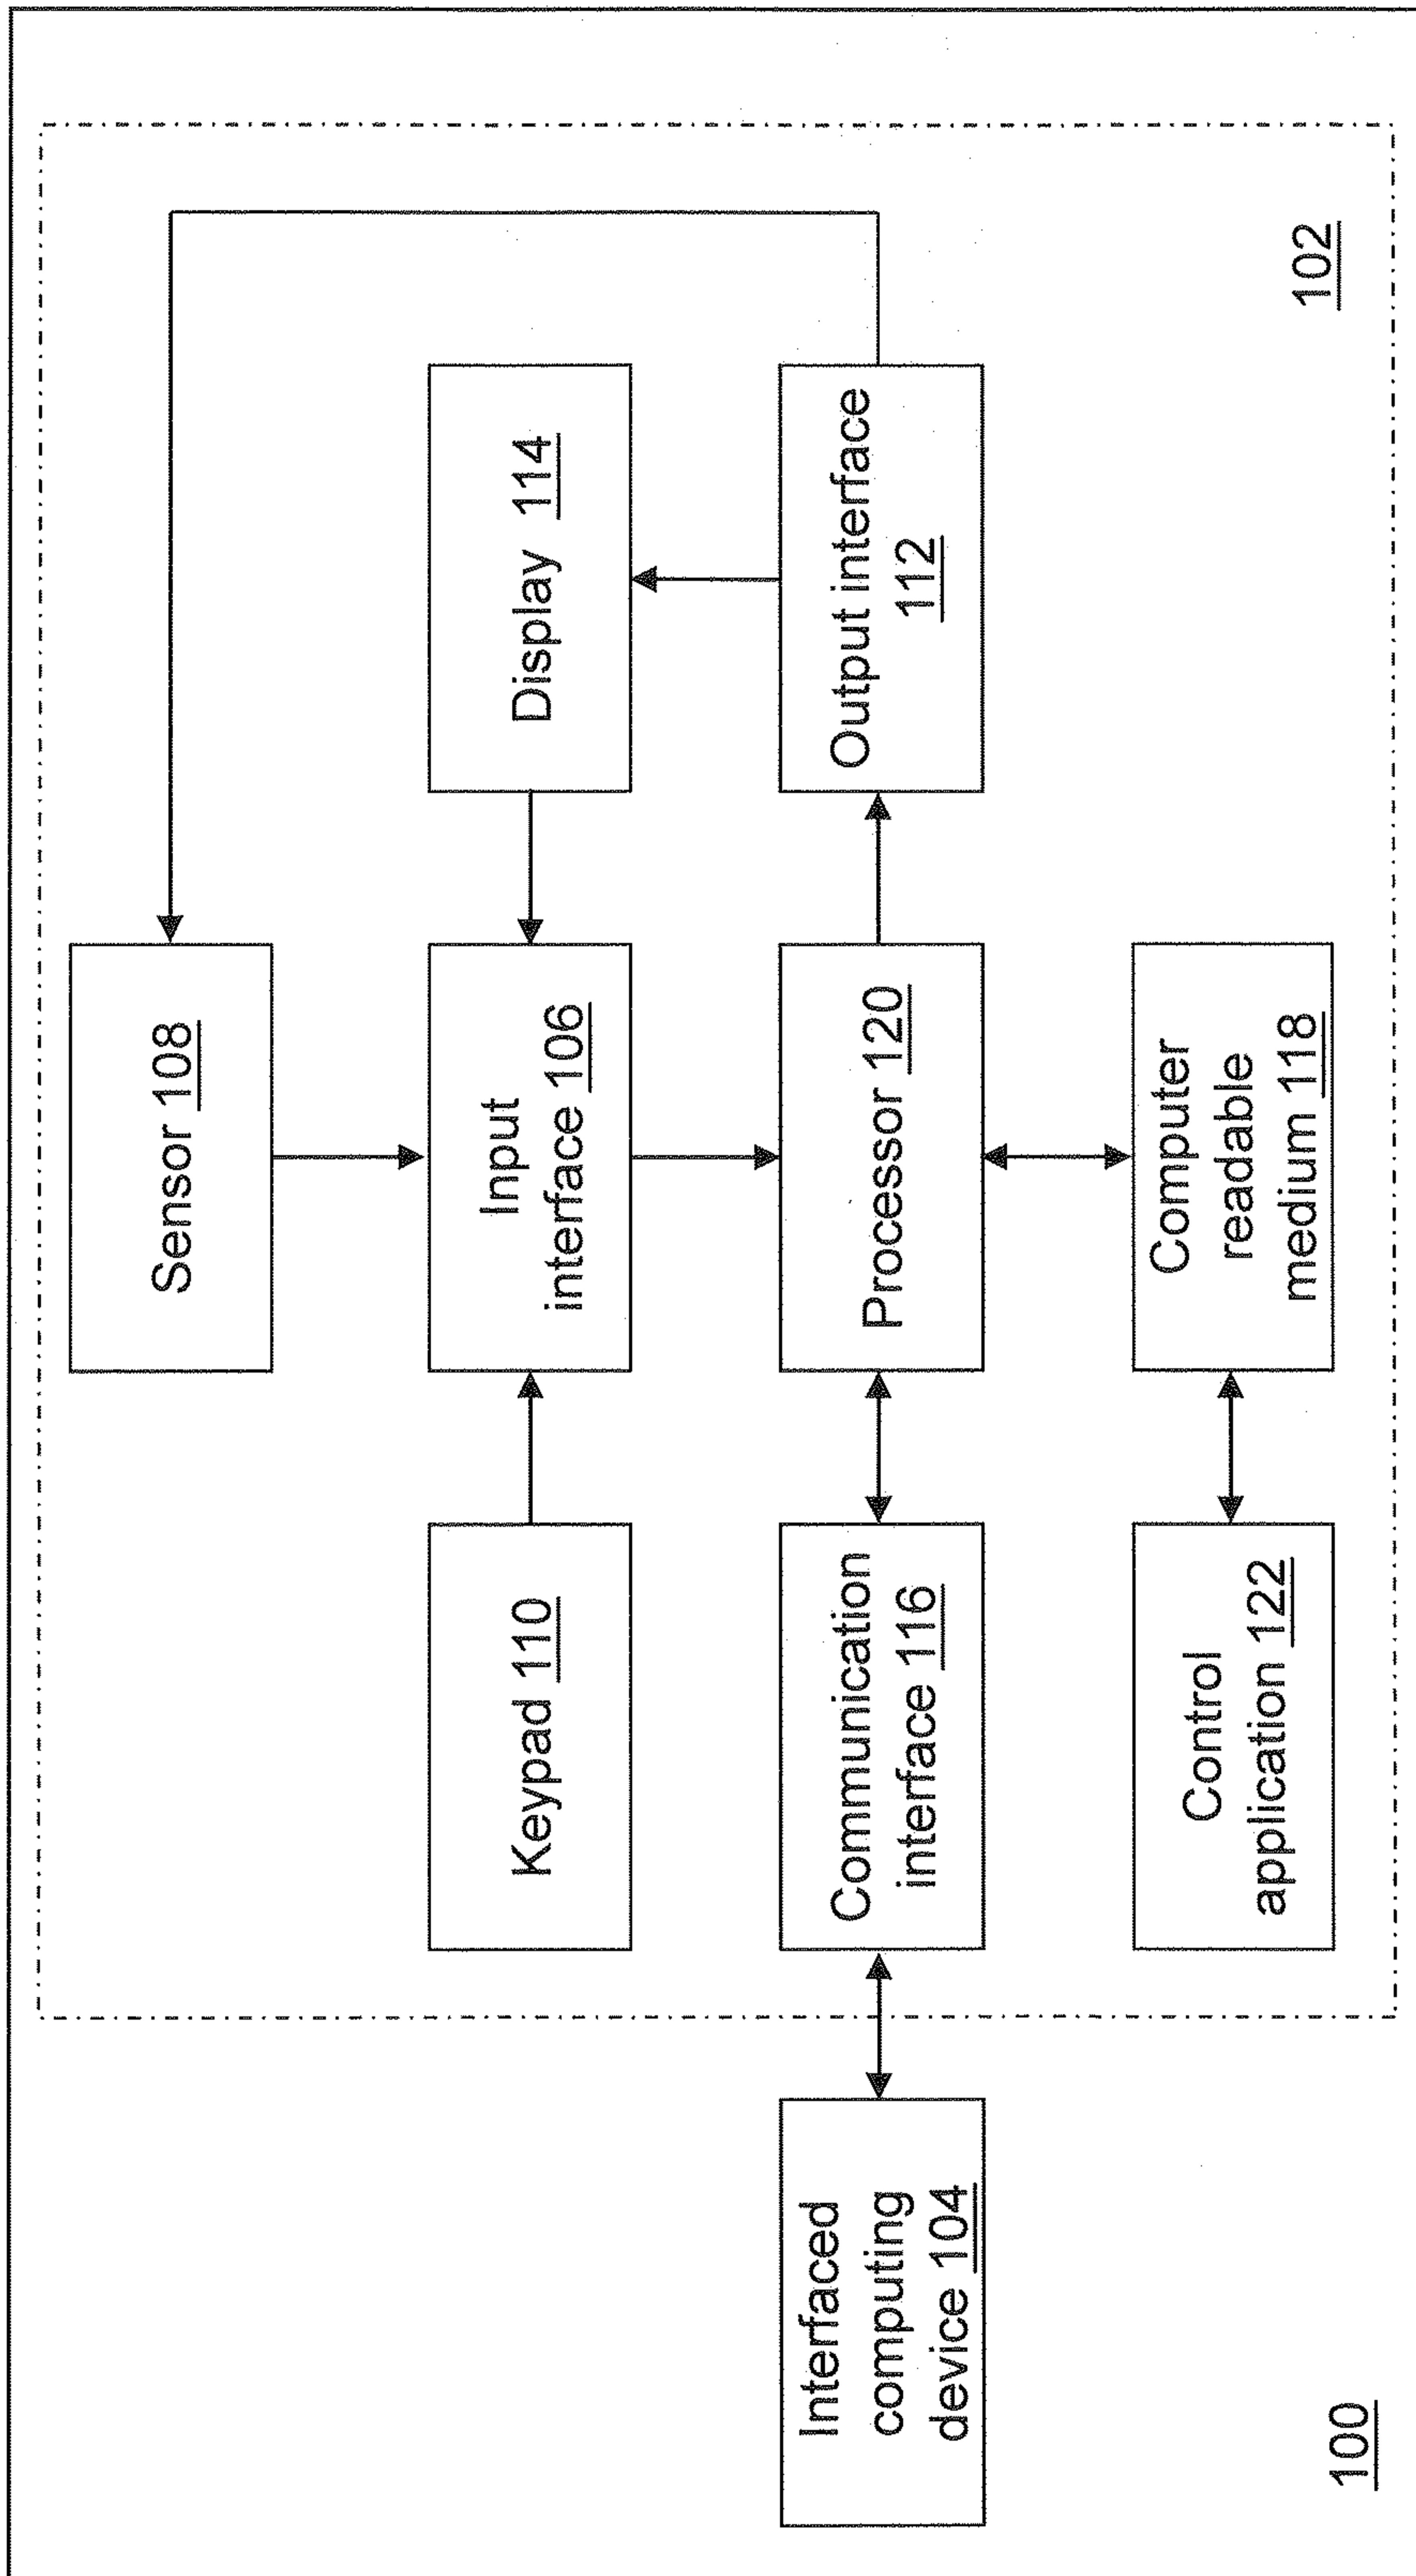 Sensor 108
Keypad 110
Input
interface 106
Display 114
Interfaced
computing
device 104
Communication
interface 116
Processor 120
Output interface
112
Control
application 122
Computer
readable
medium 118
100
102